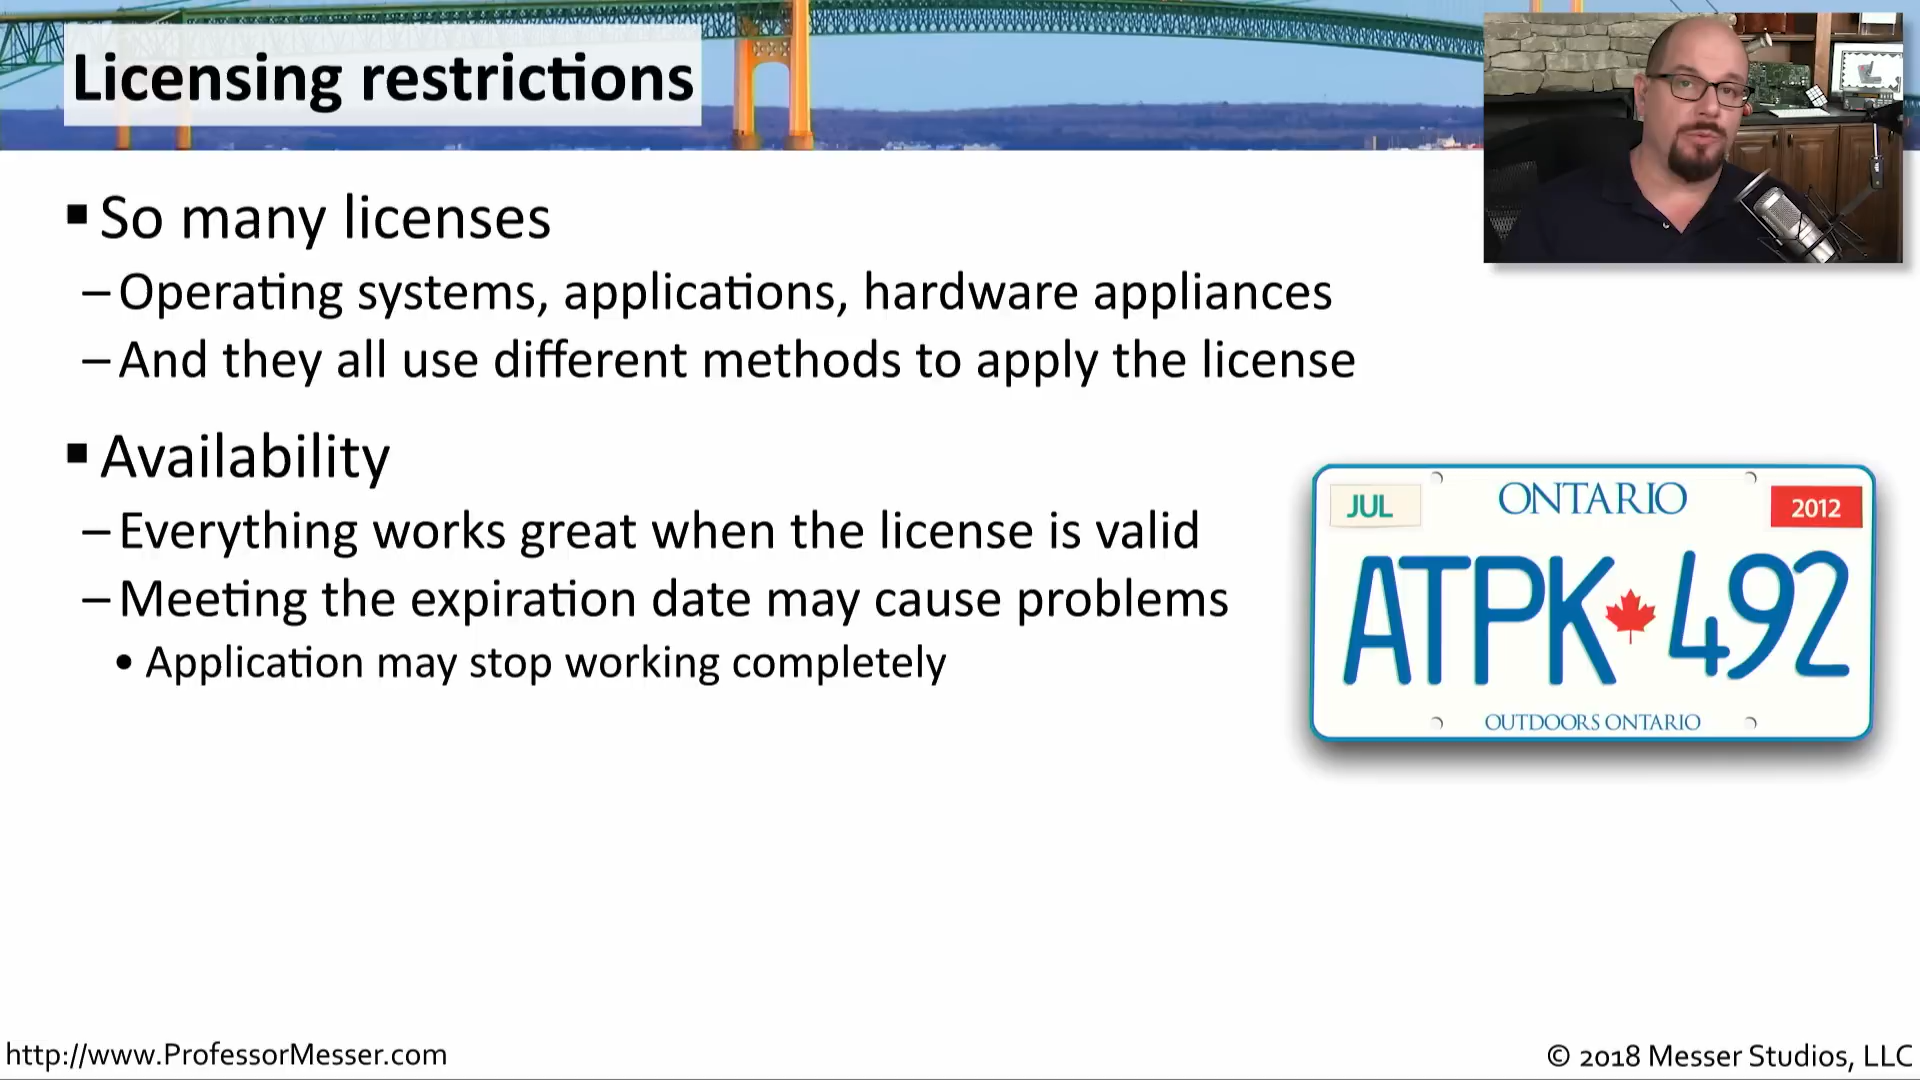 Licensing restrictions
▪ So many licenses
– Operating systems, applications, hardware appliances
– And they all use different methods to apply the license
▪ Availability
– Everything works great when the license is valid
– Meeting the expiration date may cause problems
• Application may stop working completely
JUL ONTARIO 2012
ATPK 492
OUTDOORS ONTARIO
http://www.ProfessorMesser.com
© 2018 Messer Studios, LLC